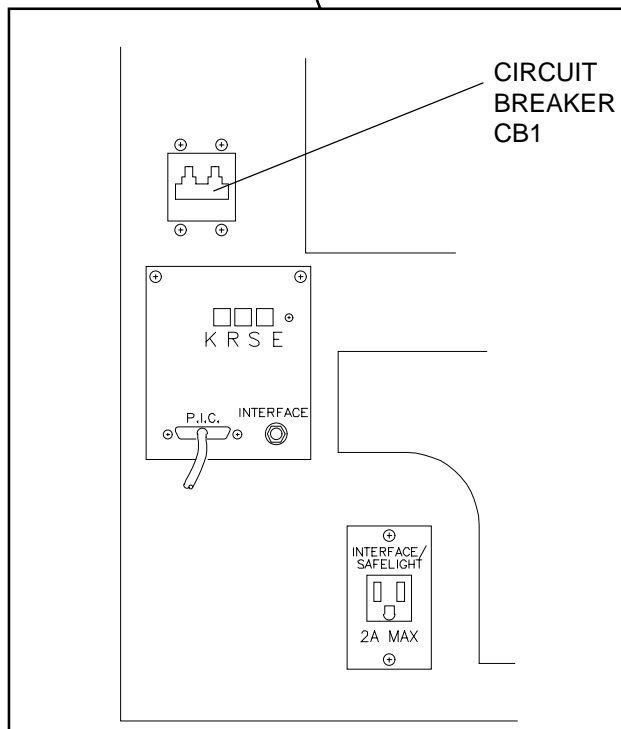 CIRCUIT
BREAKER
CB1
K R S E
P.I.C.
INTERFACE
INTERFACE/
SAFELIGHT
2A MAX